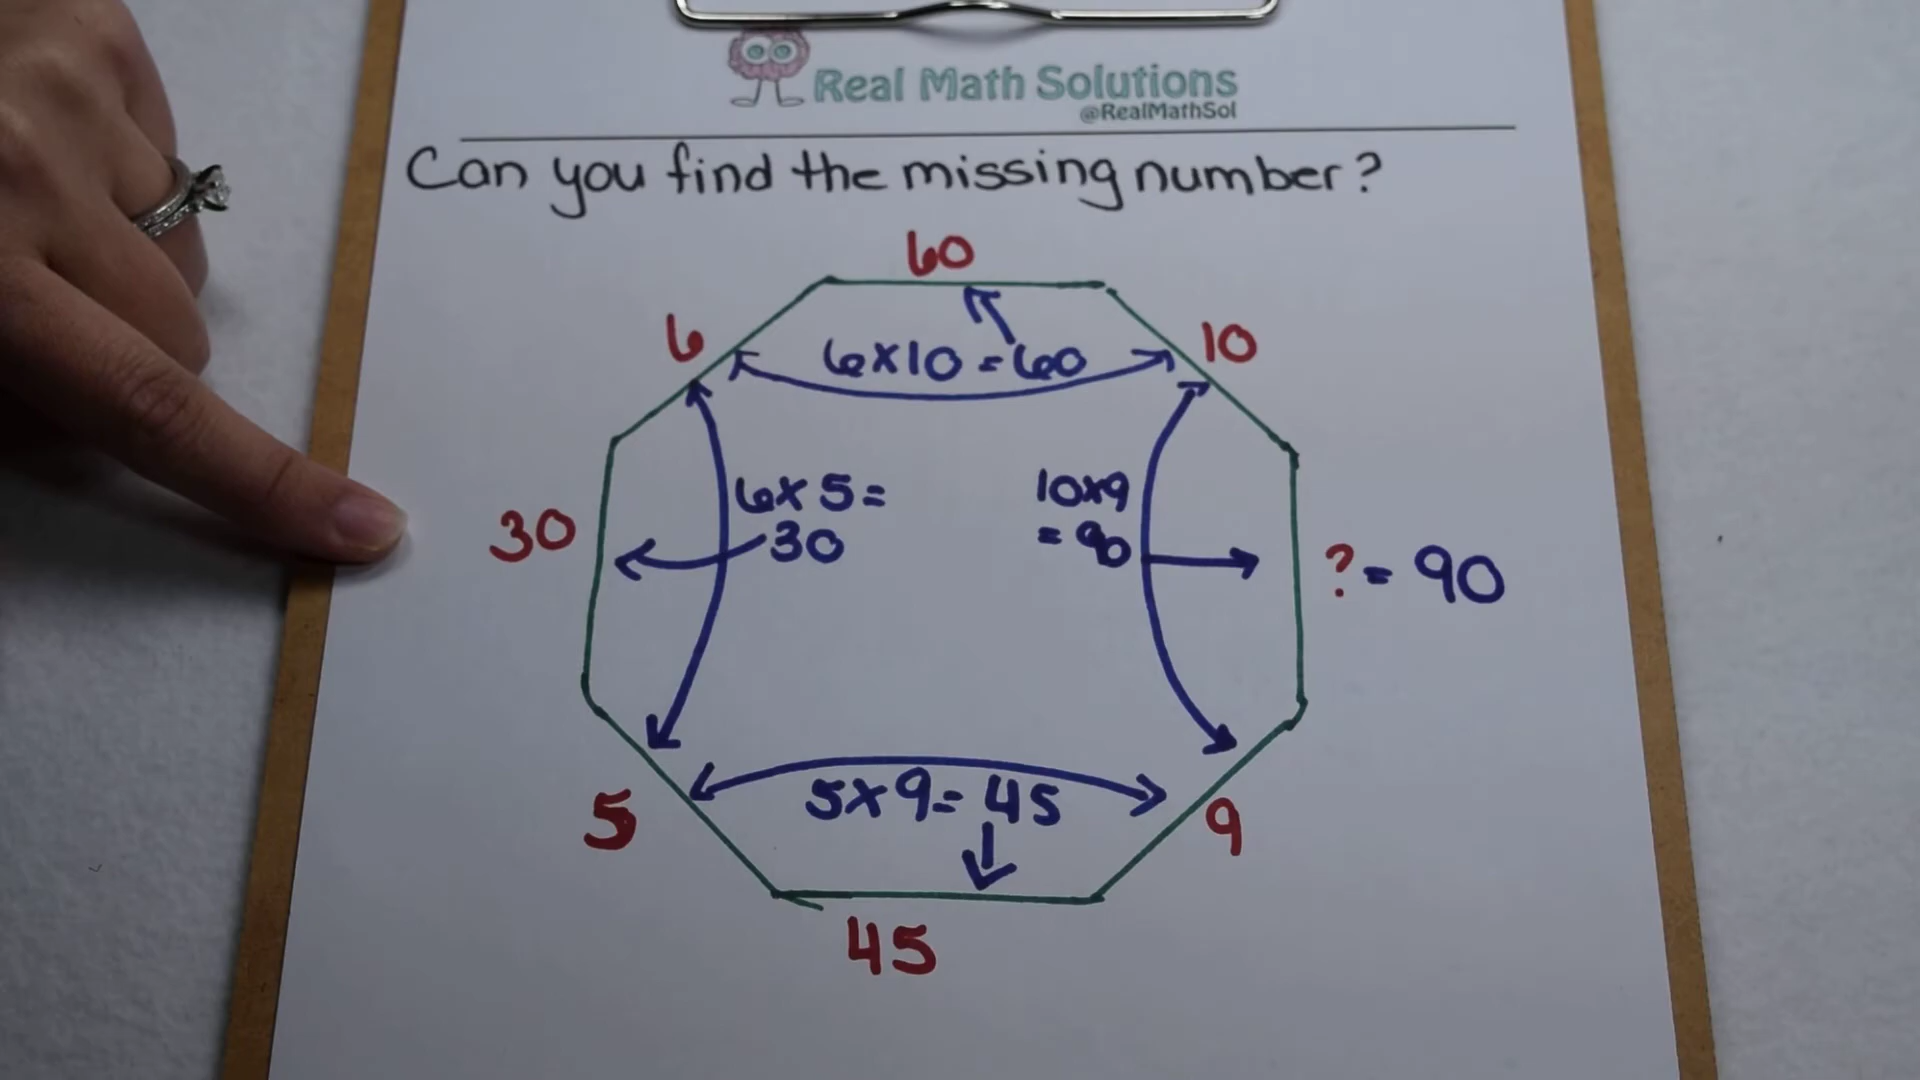 Real Math Solutions
@RealMathSol
Can you find the missing number?
60
6
10
6x10=60
6x5=
30
10x9
=90
30
?=90
5x9=45
5
9
45